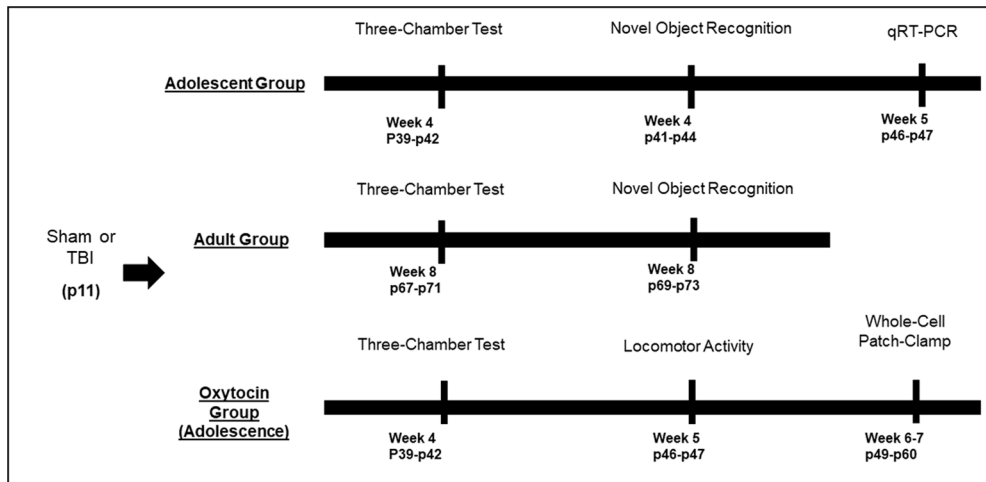 Three-Chamber Test
Novel Object Recognition
qRT-PCR
Adolescent Group
Week 4
P39-p42
Week 4
p41-p44
Week 5
p46-p47
Three-Chamber Test
Novel Object Recognition
Sham or
TBI
(p11)
Adult Group
Week 8
p67-p71
Week 8
p69-p73
Three-Chamber Test
Locomotor Activity
Whole-Cell
Patch-Clamp
Oxytocin
Group
(Adolescence)
Week 4
P39-p42
Week 5
p46-p47
Week 6-7
p49-p60